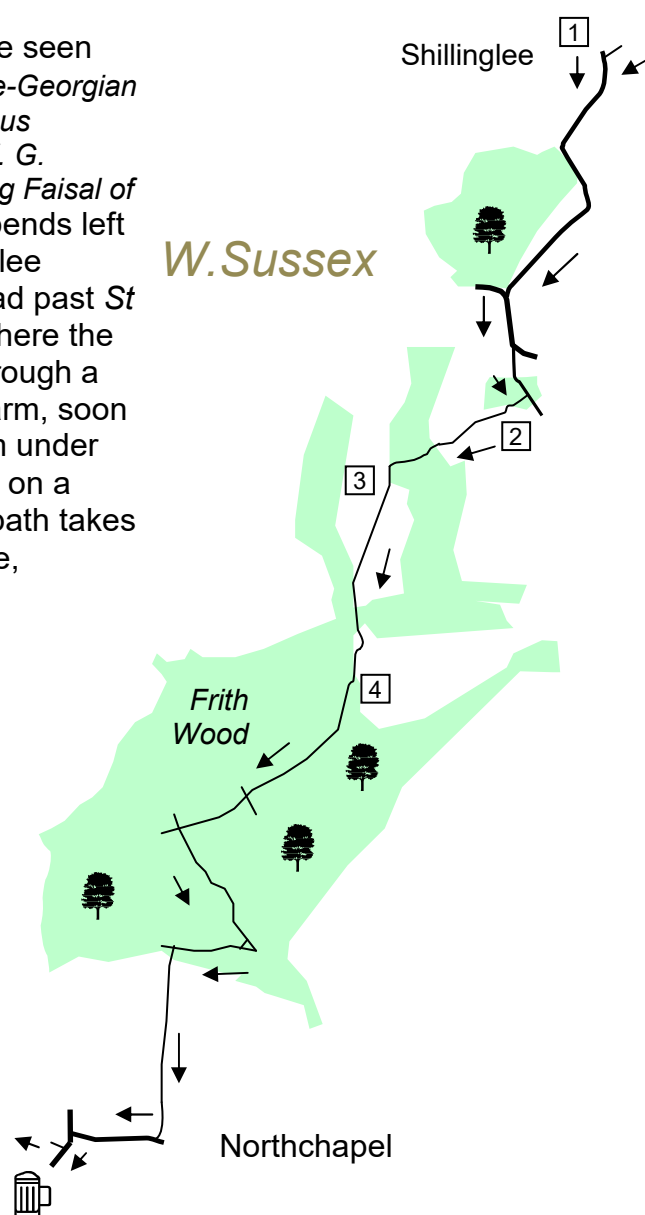 e seen
e-Georgian
us
G.
g Faisal of
ends left
lee
ad past St
here the
rough a
arm, soon
n under
on a
path takes
e,
Shillinglee
1
W.Sussex
2
3
4
Frith
Wood
Northchapel